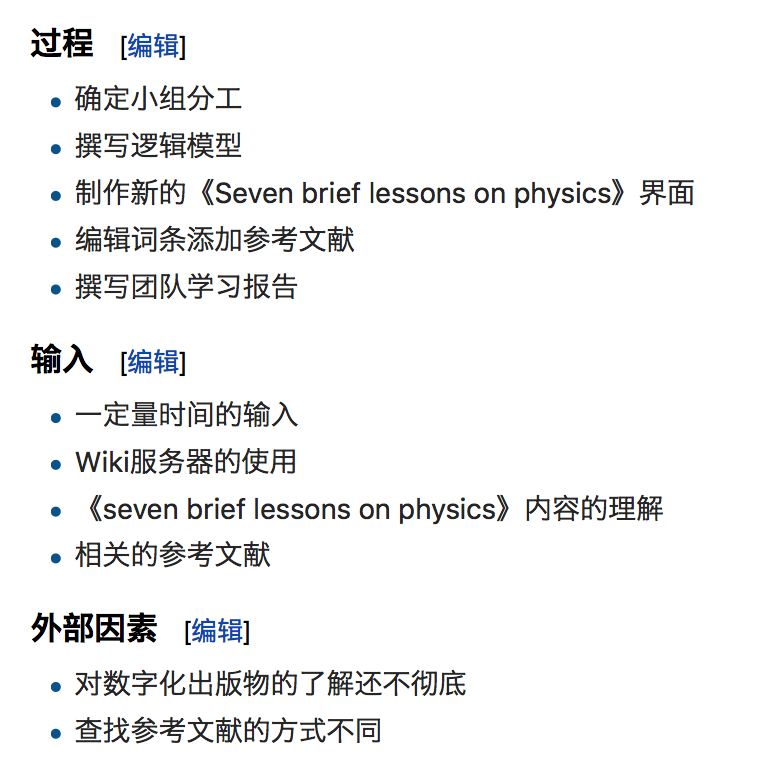 过程 [编辑]
确定小组分工
撰写逻辑模型
制作新的《Seven brief lessons on physics》界面
编辑词条添加参考文献
撰写团队学习报告
输入 [编辑]
一定量时间的输入
Wiki服务器的使用
《seven brief lessons on physics》内容的理解
相关的参考文献
外部因素 [编辑]
对数字化出版物的了解还不彻底
查找参考文献的方式不同